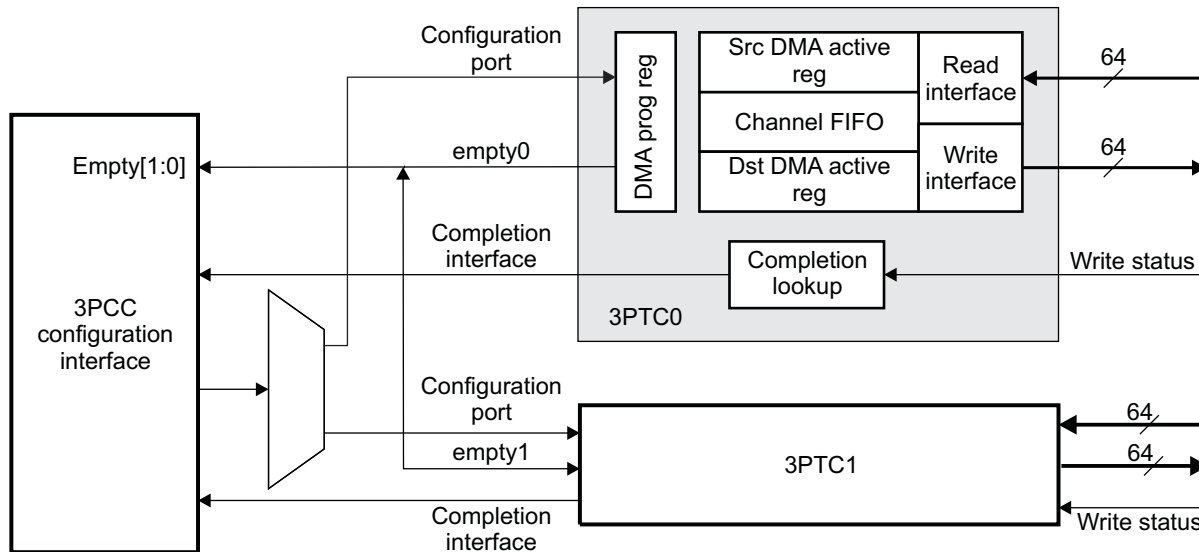 Configuration
port
DMA prog reg
Src DMA active
reg
Channel FIFO
Dst DMA active
reg
Read
interface
Write
interface
64
64
Empty[1:0]
empty0
Completion
interface
Completion
lookup
Write status
3PTC0
3PCC
configuration
interface
Configuration
port
empty1
Completion
interface
3PTC1
64
64
Write status